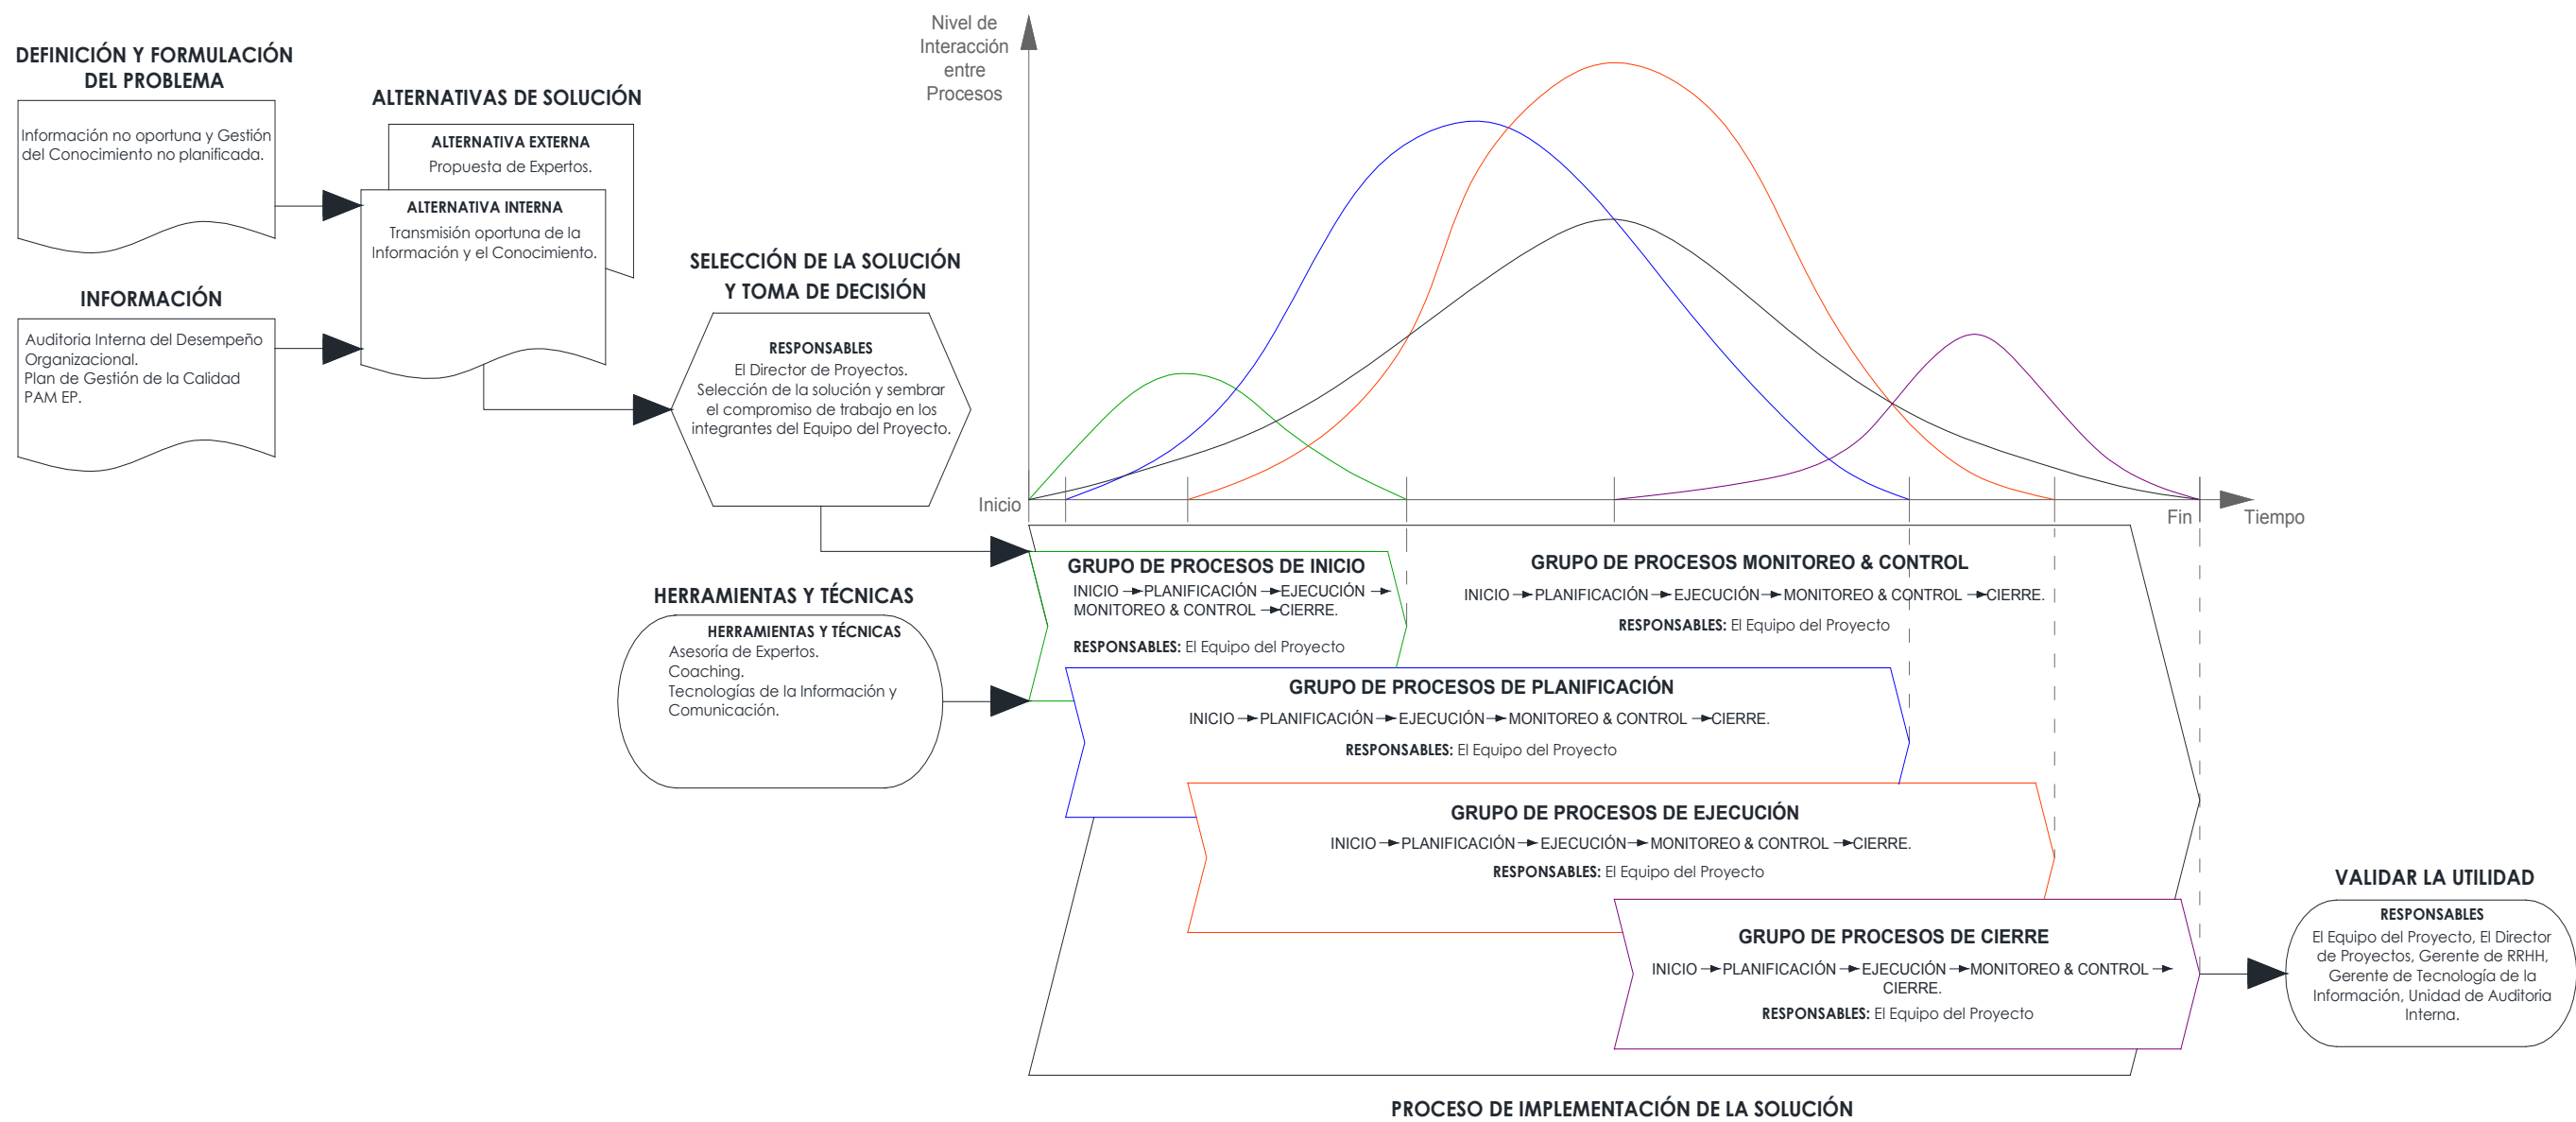 DEFINICIÓN Y FORMULACIÓN
DEL PROBLEMA
Información no oportuna y Gestión
del Conocimiento no planificada.
INFORMACIÓN
Auditoria Interna del Desempeño
Organizacional.
Plan de Gestión de la Calidad
PAM EP.
ALTERNATIVAS DE SOLUCIÓN
ALTERNATIVA EXTERNA
Propuesta de Expertos.
ALTERNATIVA INTERNA
Transmisión oportuna de la
Información y el Conocimiento.
SELECCIÓN DE LA SOLUCIÓN
Y TOMA DE DECISIÓN
RESPONSABLES
El Director de Proyectos.
Selección de la solución y sembrar
el compromiso de trabajo en los
integrantes del Equipo del Proyecto.
HERRAMIENTAS Y TÉCNICAS
HERRAMIENTAS Y TÉCNICAS
Asesoría de Expertos.
Coaching.
Tecnologías de la Información y
Comunicación.
Nivel de
Interacción
entre
Procesos
Inicio
Fin
Tiempo
GRUPO DE PROCESOS DE INICIO
INICIO PLANIFICACIÓN EJECUCIÓN
MONITOREO & CONTROL CIERRE.
RESPONSABLES: El Equipo del Proyecto
GRUPO DE PROCESOS MONITOREO & CONTROL
INICIO PLANIFICACIÓN EJECUCIÓN MONITOREO & CONTROL CIERRE.
RESPONSABLES: El Equipo del Proyecto
GRUPO DE PROCESOS DE PLANIFICACIÓN
INICIO PLANIFICACIÓN EJECUCIÓN MONITOREO & CONTROL CIERRE.
RESPONSABLES: El Equipo del Proyecto
GRUPO DE PROCESOS DE EJECUCIÓN
INICIO PLANIFICACIÓN EJECUCIÓN MONITOREO & CONTROL CIERRE.
RESPONSABLES: El Equipo del Proyecto
GRUPO DE PROCESOS DE CIERRE
INICIO PLANIFICACIÓN EJECUCIÓN MONITOREO & CONTROL
CIERRE.
RESPONSABLES: El Equipo del Proyecto
VALIDAR LA UTILIDAD
RESPONSABLES
El Equipo del Proyecto, El Director
de Proyectos, Gerente de RRHH,
Gerente de Tecnología de la
Información, Unidad de Auditoria
Interna.
PROCESO DE IMPLEMENTACIÓN DE LA SOLUCIÓN